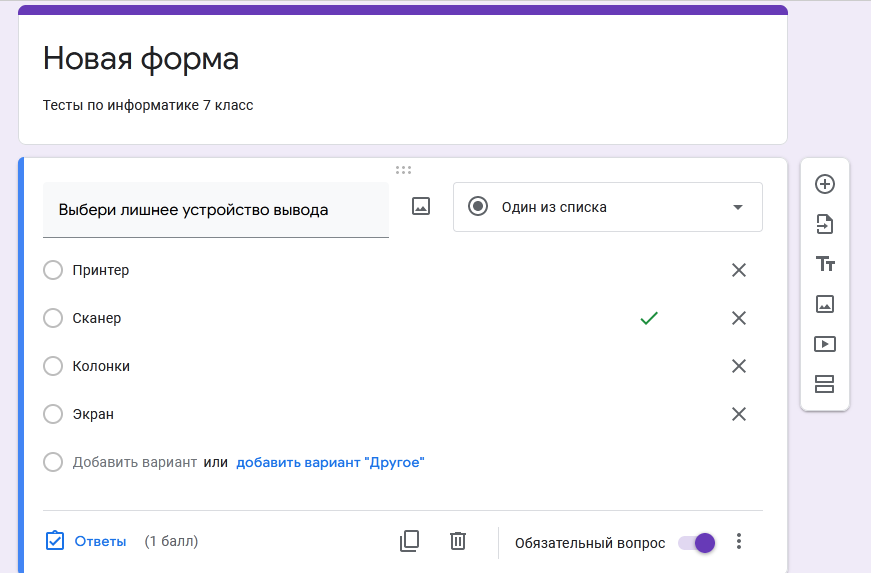 Новая форма
Тесты по информатике 7 класс
Выбери лишнее устройство вывода
Один из списка
Принтер
Сканер
Колонки
Экран
Добавить вариант или добавить вариант "Другое"
Ответы (1 балл)
Обязательный вопрос